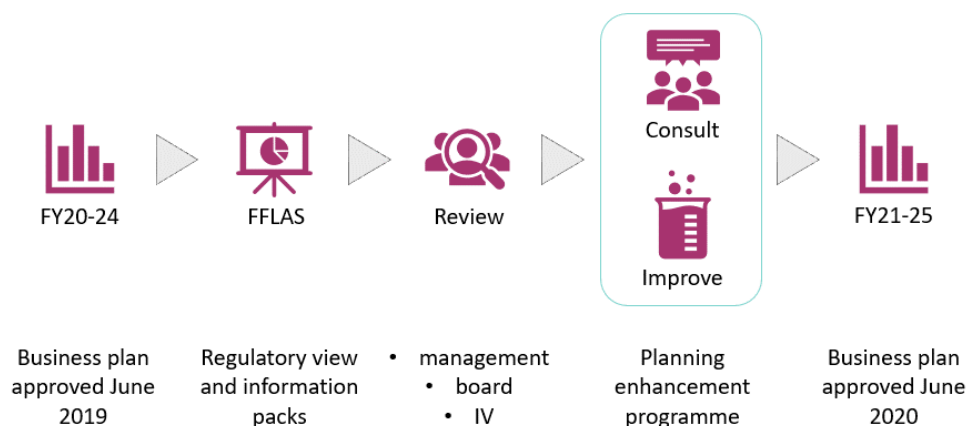 Consult
FY20-24
FFLAS
Review
Improve
FY21-25
Business plan
approved June
2019
Regulatory view
and information
packs
• management
• board
• IV
Planning
enhancement
programme
Business plan
approved June
2020